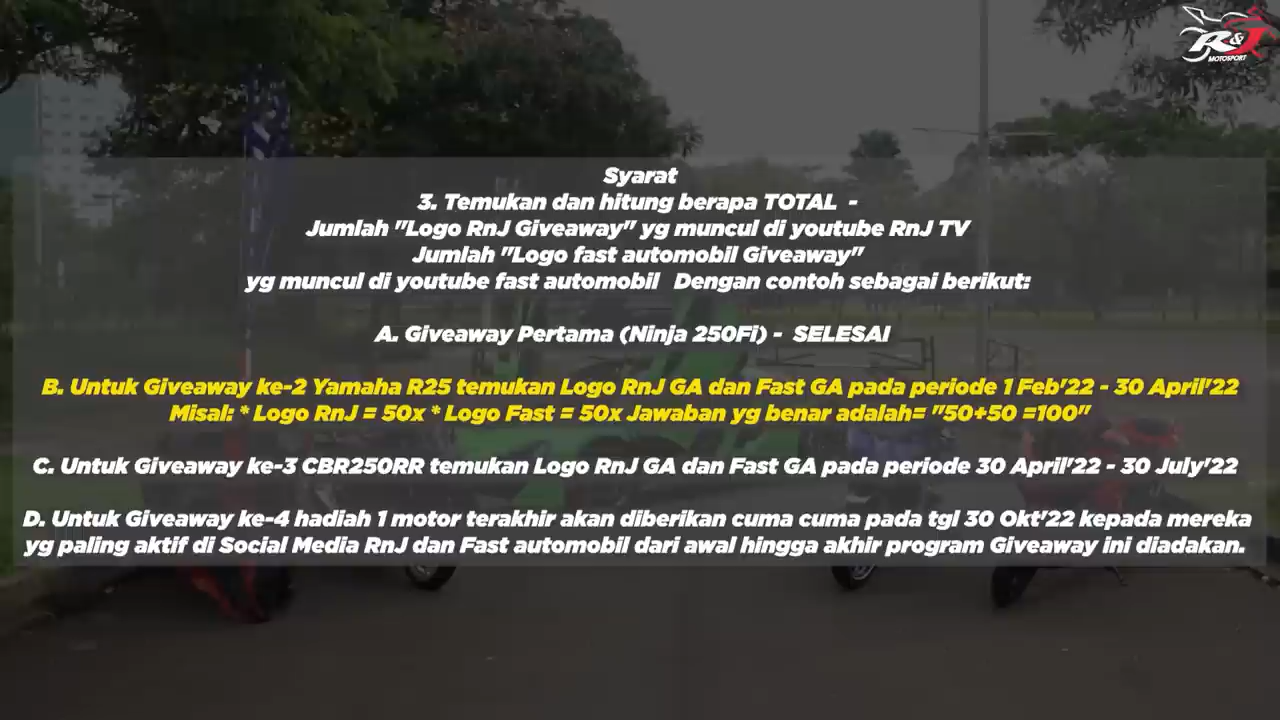 R&J
MOTOSPORT
Syarat
3. Temukan dan hitung berapa TOTAL -
Jumlah "Logo RnJ Giveaway" yg muncul di youtube RnJ TV
Jumlah "Logo fast automobil Giveaway"
yg muncul di youtube fast automobil Dengan contoh sebagai berikut:
A. Giveaway Pertama (Ninja 250Fi) - SELESAI
B. Untuk Giveaway ke-2 Yamaha R25 temukan Logo RnJ GA dan Fast GA pada periode 1 Feb'22 - 30 April'22
Misal: * Logo RnJ = 50x * Logo Fast = 50x Jawaban yg benar adalah= "50+50 =100"
C. Untuk Giveaway ke-3 CBR250RR temukan Logo RnJ GA dan Fast GA pada periode 30 April'22 - 30 July'22
D. Untuk Giveaway ke-4 hadiah 1 motor terakhir akan diberikan cuma cuma pada tgl 30 Okt'22 kepada mereka
yg paling aktif di Social Media RnJ dan Fast automobil dari awal hingga akhir program Giveaway ini diadakan.